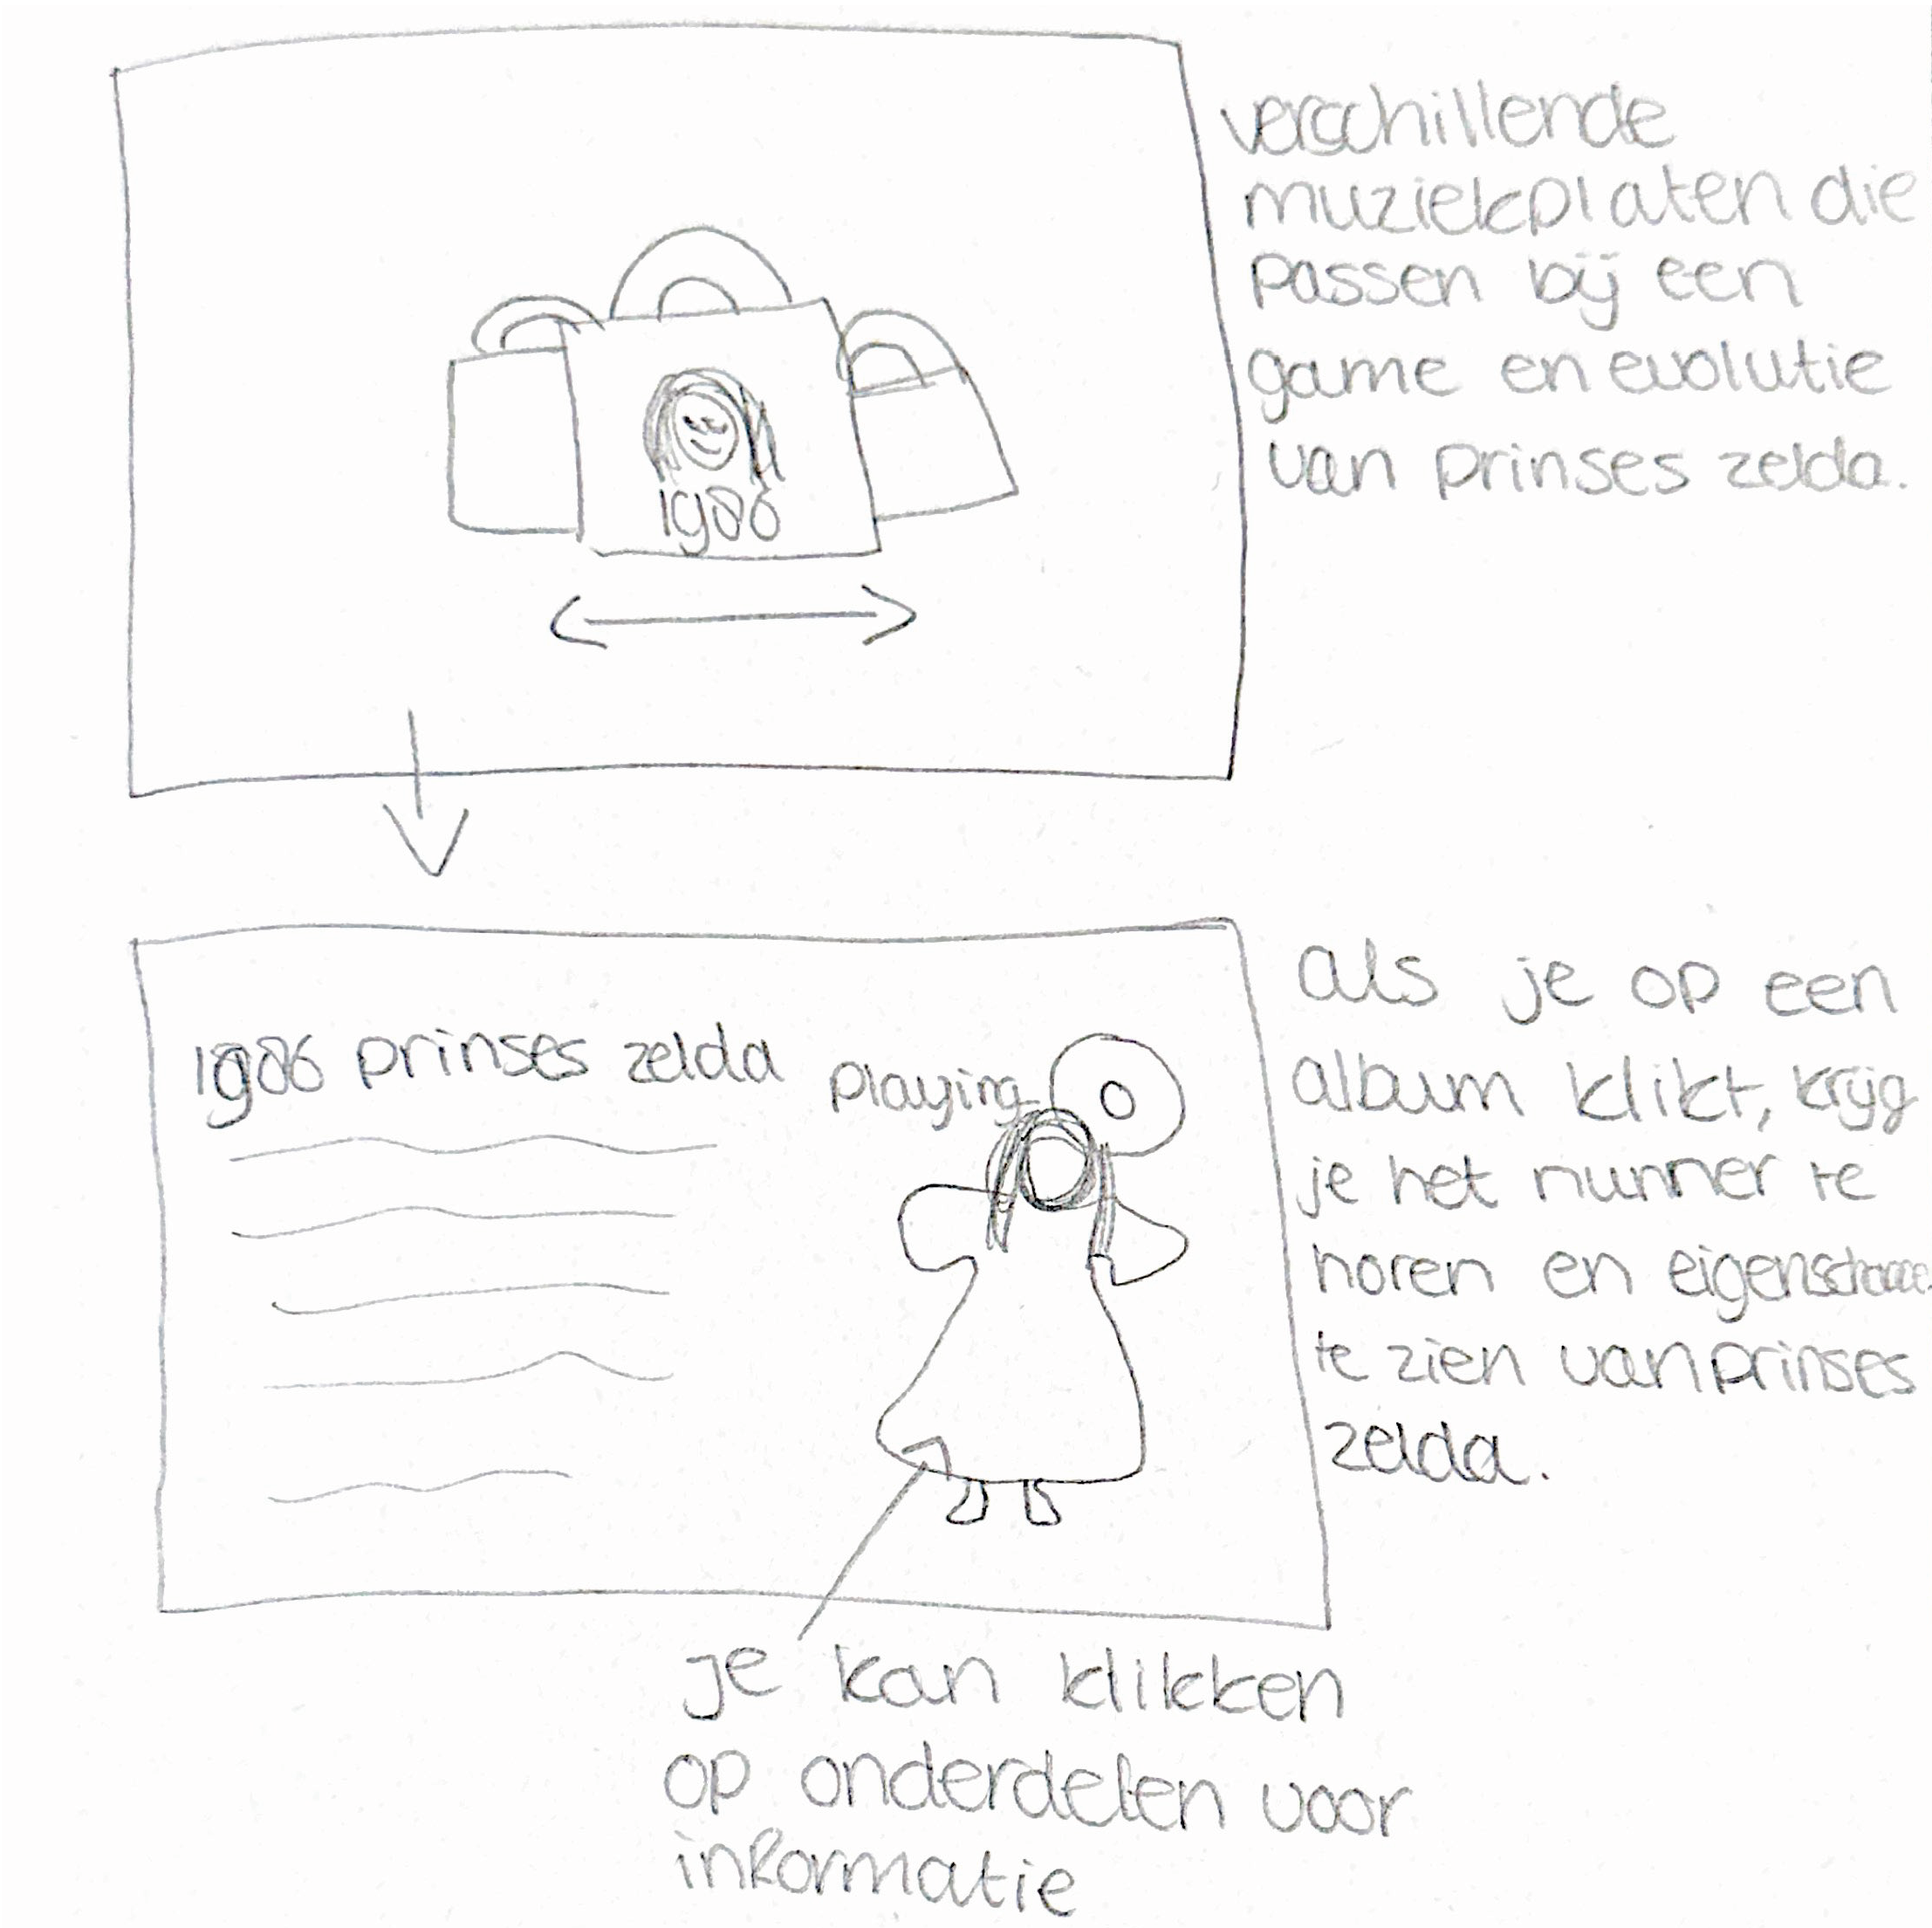 verschillende
muziekplaten die
passen bij een
game en evolutie
van prinses zelda.
1986
1986 prinses zelda
playing
als je op een
album klikt, krijg
je het nummer te
horen en
te zien van prinses
zelda.
je kan klikken
op onderdelen voor
informatie